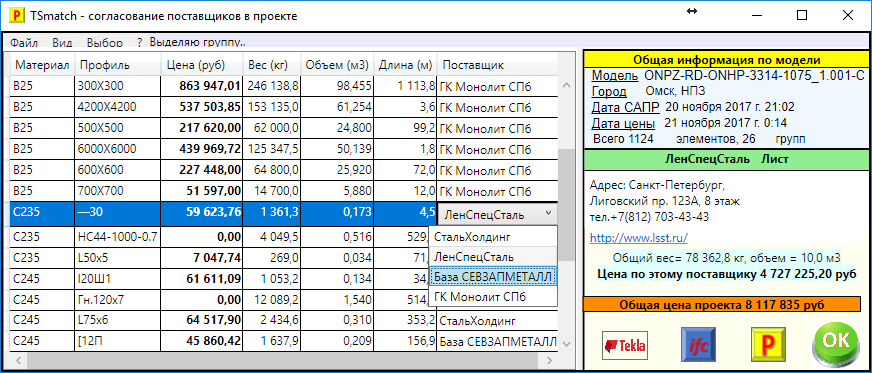 P TSmatch - согласование поставщиков в проекте
Файл Вид Выбор ? Выделяю группу..
Материал Профиль Цена (руб) Вес (кг) Объем (м3) Длина (м) Поставщик
B25 300X300 863 947,01 246 138,8 98,455 1 113,8 ГК Монолит СПб
B25 4200X4200 537 503,85 153 135,0 61,254 3,6 ГК Монолит СПб
B25 500X500 217 620,00 62 000,0 24,800 99,2 ГК Монолит СПб
B25 6000X6000 439 969,72 125 347,5 50,139 1,8 ГК Монолит СПб
B25 600X600 227 448,00 64 800,0 25,920 72,0 ГК Монолит СПб
B25 700X700 51 597,00 14 700,0 5,880 12,0 ГК Монолит СПб
C235 —30 59 623,76 1 361,3 0,173 4,5 ЛенСпецСталь
C235 НС44-1000-0.7 0,00 4 049,5 0,516 529, СтальХолдинг
C235 L50x5 7 047,74 269,0 0,034 71, ЛенСпецСталь
C245 I20Ш1 61 611,09 1 053,2 0,134 34, База СЕВЗАПМЕТАЛЛ
C245 Гн.120x7 0,00 12 089,2 1,540 514, ГК Монолит СПб
C245 L75x6 64 517,90 2 434,6 0,310 353,2 СтальХолдинг
C245 [12П 45 860,42 1 637,9 0,209 156,9 База СЕВЗАПМЕТАЛЛ
Общая информация по модели
Модель ONPZ-RD-ONHP-3314-1075_1.001-C
Город Омск, НПЗ
Дата САПР 20 ноября 2017 г. 21:02
Дата цены 21 ноября 2017 г. 0:14
Всего 1124 элементов, 26 групп
ЛенСпецСталь Лист
Адрес: Санкт-Петербург,
Лиговский пр. 123А, 8 этаж
тел.+7(812) 703-43-43
http://www.lsst.ru/
Общий вес= 78 362,8 кг, объем = 10,0 м3
Цена по этому поставщику 4 727 225,20 руб
Общая цена проекта 8 117 835 руб
Tekla ifc P OK